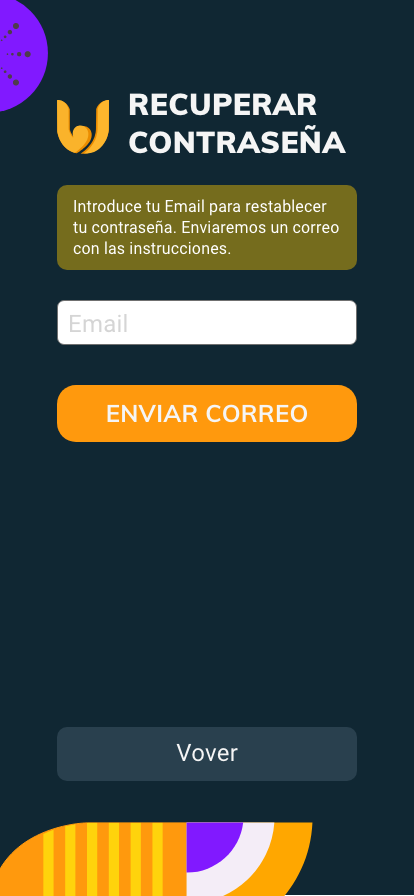 RECUPERAR
CONTRASEÑA
Introduce tu Email para restablecer
tu contraseña. Enviaremos un correo
con las instrucciones.
Email
ENVIAR CORREO
Vover